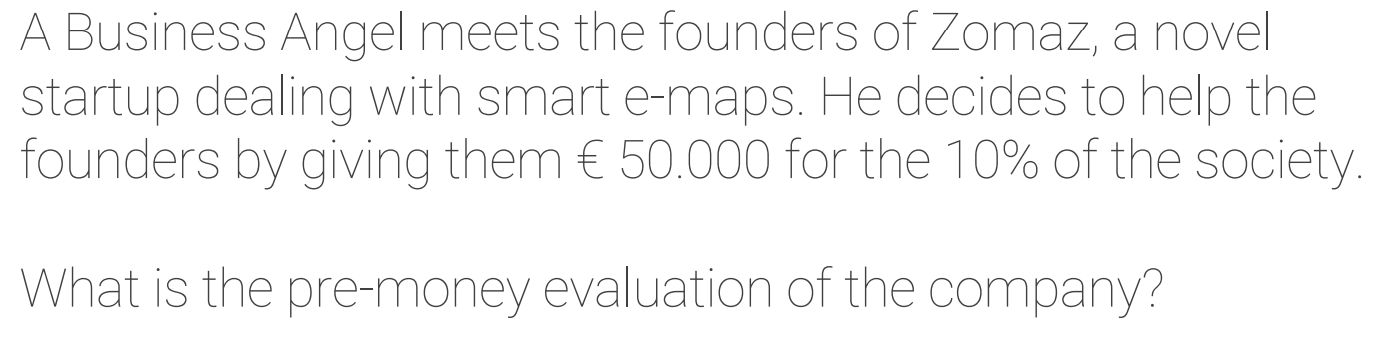 A Business Angel meets the founders of Zomaz, a novel
startup dealing with smart e-maps. He decides to help the
founders by giving them € 50.000 for the 10% of the society.
What is the pre-money evaluation of the company?